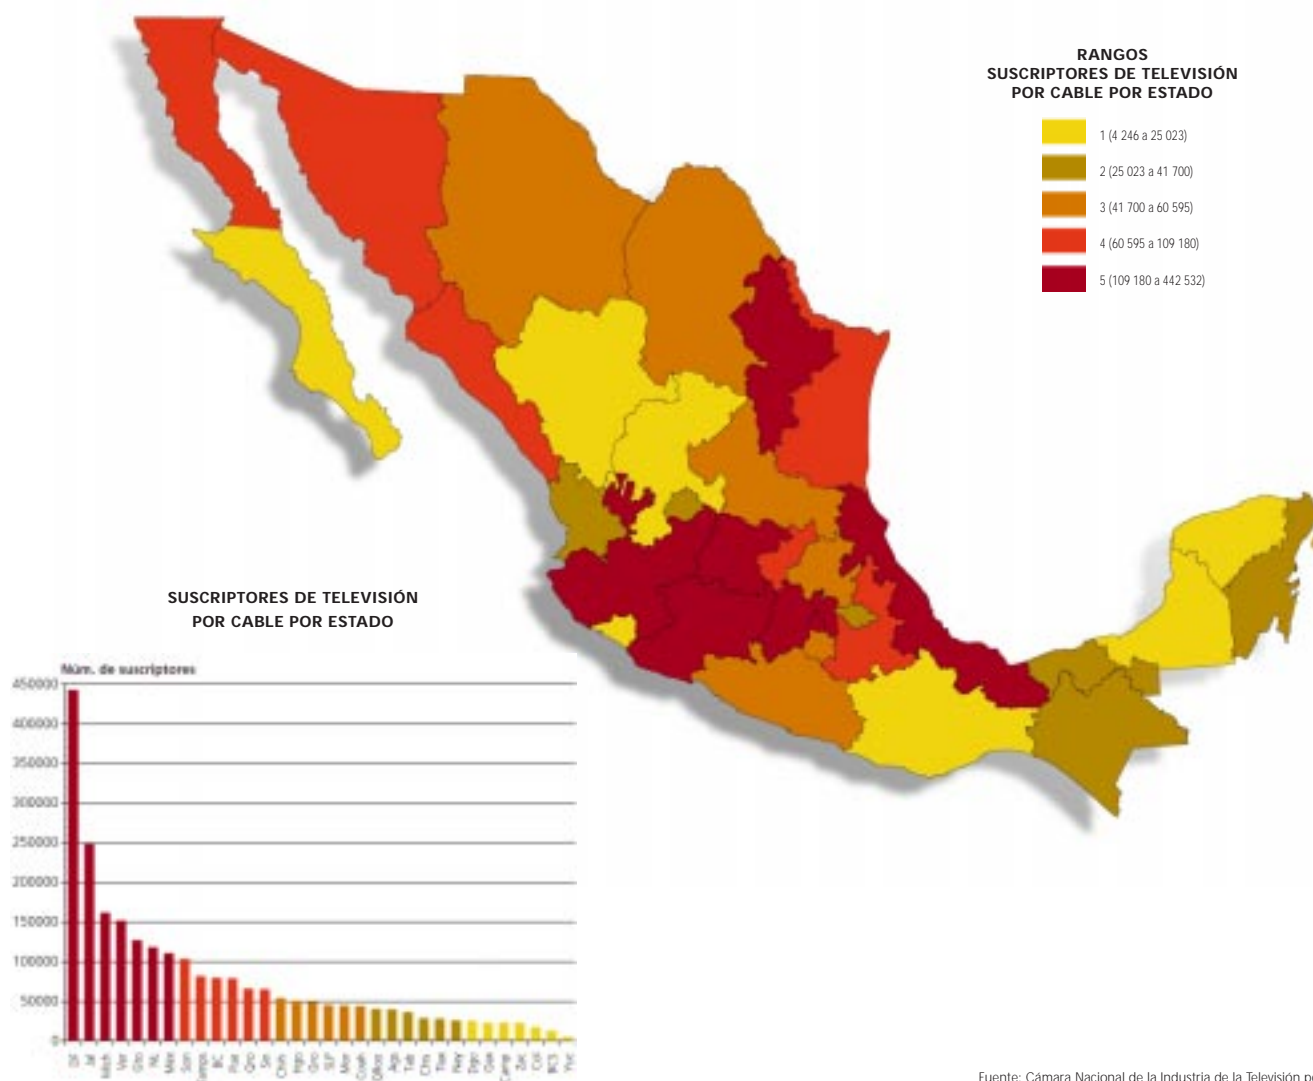 RANGOS
SUSCRIPTORES DE TELEVISIÓN
POR CABLE POR ESTADO
1 (4 246 a 25 023)
2 (25 023 a 41 700)
3 (41 700 a 60 595)
4 (60 595 a 109 180)
5 (109 180 a 442 532)
SUSCRIPTORES DE TELEVISIÓN
POR CABLE POR ESTADO
Núm. de suscriptores
450000
400000
350000
300000
250000
200000
150000
100000
50000
0
DF
Jal
Mich
Ver
Gto
NL
Méx
Son
Tamps
BC
Pue
Qro
Sin
Chih
Hgo
Gro
SLP
Mor
Coah
QRoo
Ags
Tab
Chis
Tlax
Nay
Dgo
Oax
Camp
Zac
Col
BCS
Yuc
Fuente: Cámara Nacional de la Industria de la Televisión po